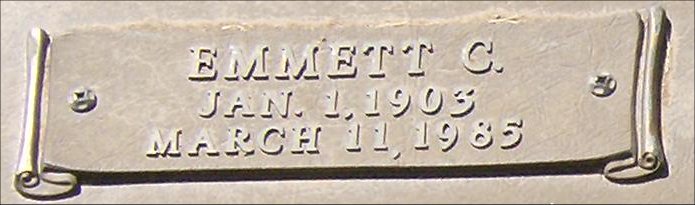 EMMETT C.
JAN. 1, 1903
MARCH 11, 1985